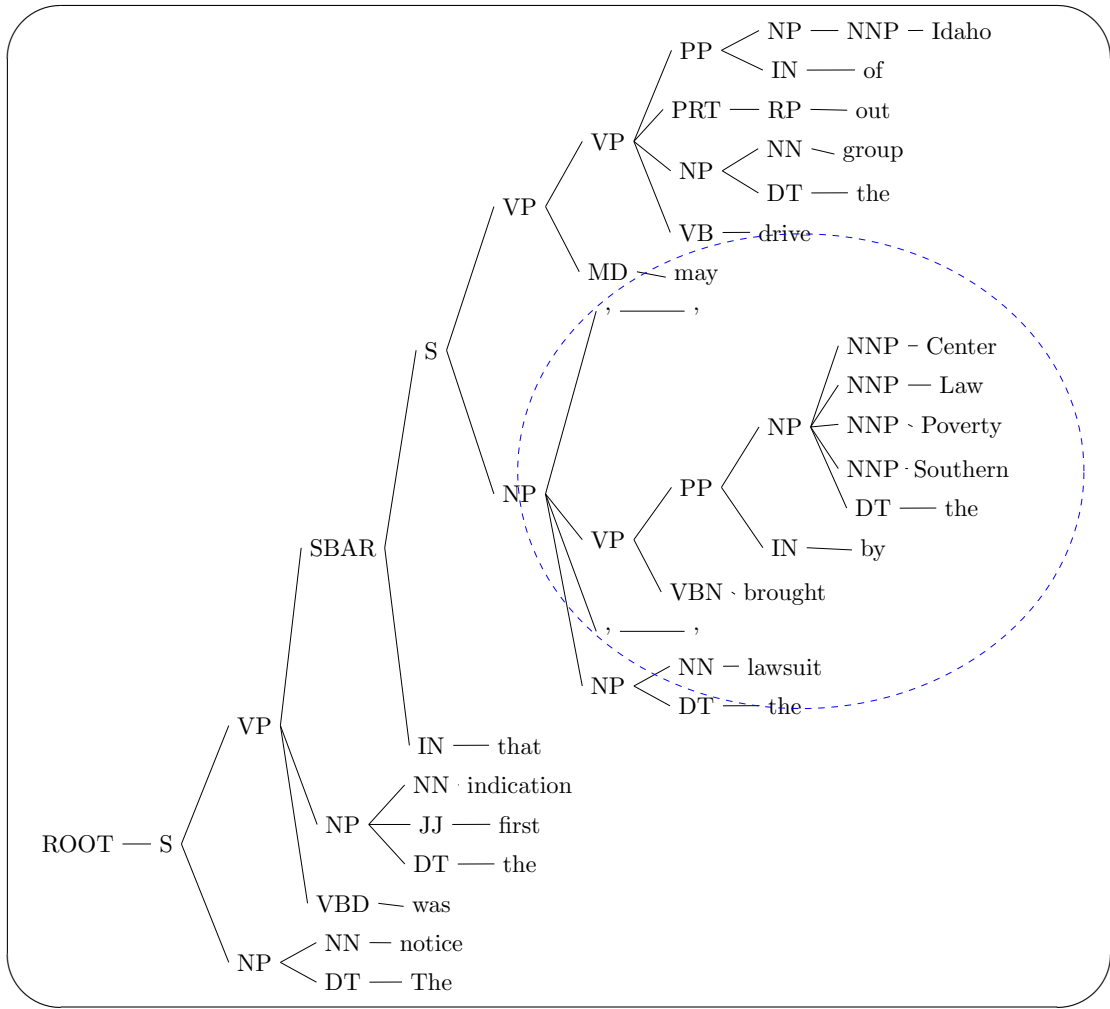 NP NNP Idaho
PP
IN of
PRT RP out
VP
NN group
NP
DT the
VP
VB drive
MD may
, ,
S
NNP Center
NNP Law
NP NNP Poverty
NNP Southern
PP
NP
DT the
VP
SBAR
IN by
VBN brought
, ,
NN lawsuit
NP
DT the
VP
IN that
NN indication
NP JJ first
ROOT S
DT the
VBD was
NN notice
NP
DT The